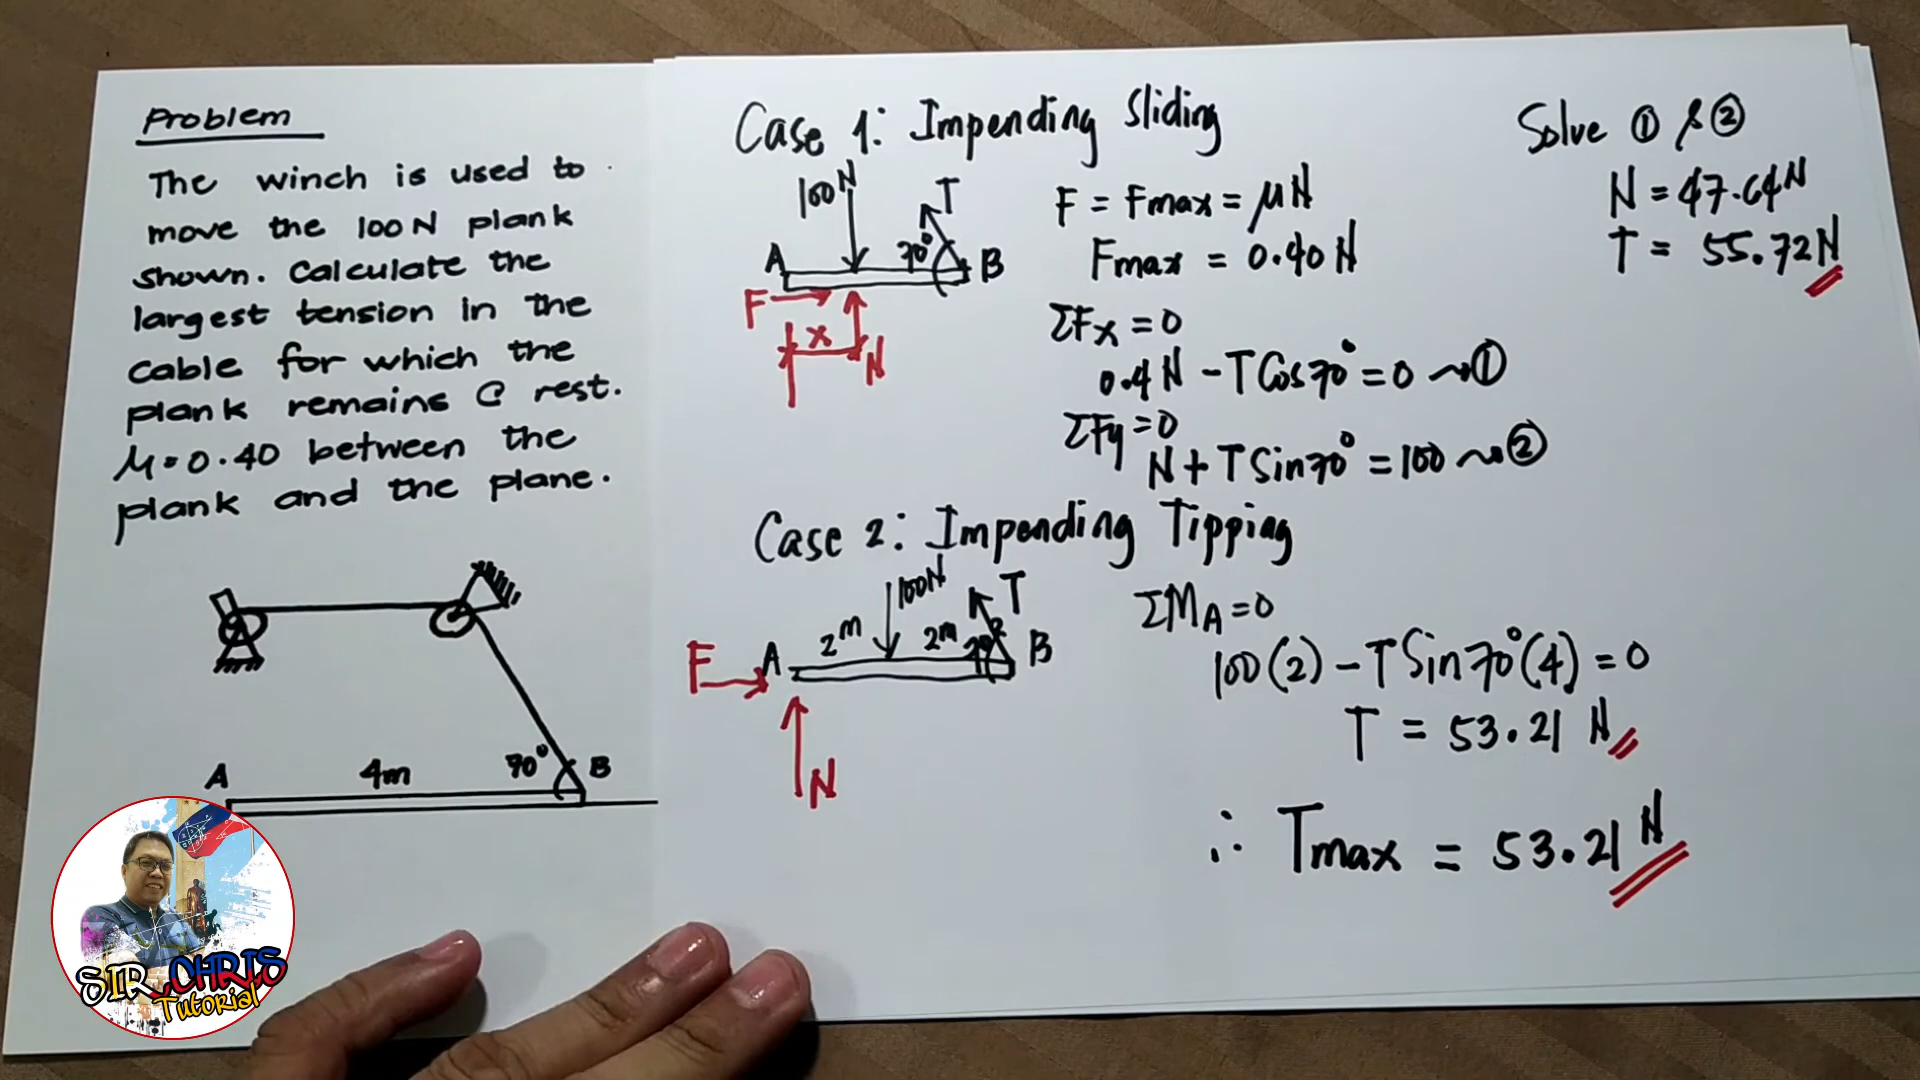 Problem
The winch is used to
move the 100N plank
shown. Calculate the
largest tension in the
cable for which the
plank remains @ rest.
μ=0.40 between the
plank and the plane.
A 4m 70° B
Case 1: Impending Sliding
100N
T
A 70° B
F
x
N
F = Fmax = μN
Fmax = 0.40N
ΣFx = 0
0.4N - TCos70° = 0 ~①
ΣFy = 0
N + TSin70° = 100 ~②
Solve ① & ②
N = 47.64N
T = 55.72N
Case 2: Impending Tipping
100N
T
F A 2m 2m 70° B
N
ΣMA = 0
100(2) - TSin70°(4) = 0
T = 53.21 N
∴ Tmax = 53.21N
SIR CHRIS
Tutorial